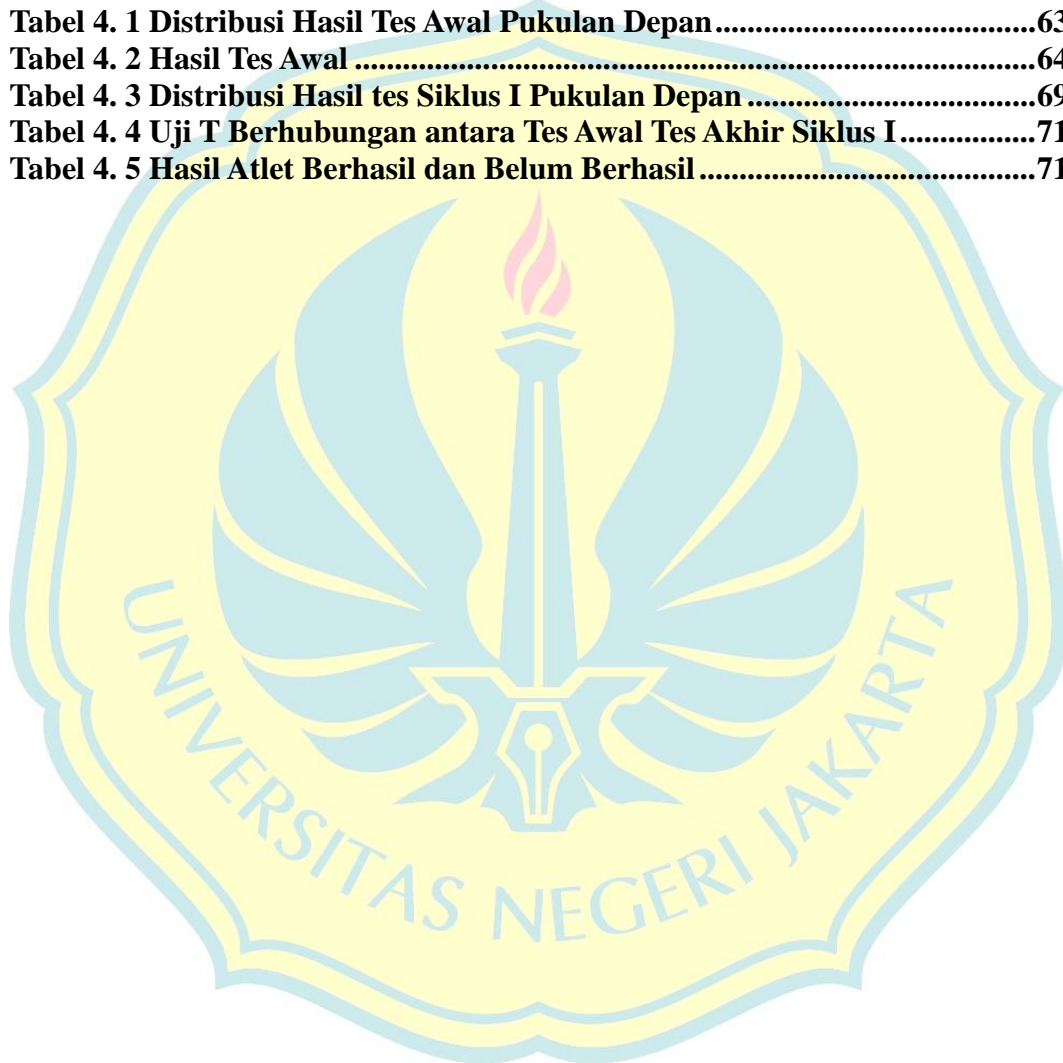 Tabel 4. 1 Distribusi Hasil Tes Awal Pukulan Depan....................................63
Tabel 4. 2 Hasil Tes Awal ............................................................................64
Tabel 4. 3 Distribusi Hasil tes Siklus I Pukulan Depan ................................69
Tabel 4. 4 Uji T Berhubungan antara Tes Awal Tes Akhir Siklus I...............71
Tabel 4. 5 Hasil Atlet Berhasil dan Belum Berhasil .....................................71
UNIVERSITAS NEGERI JAKARTA